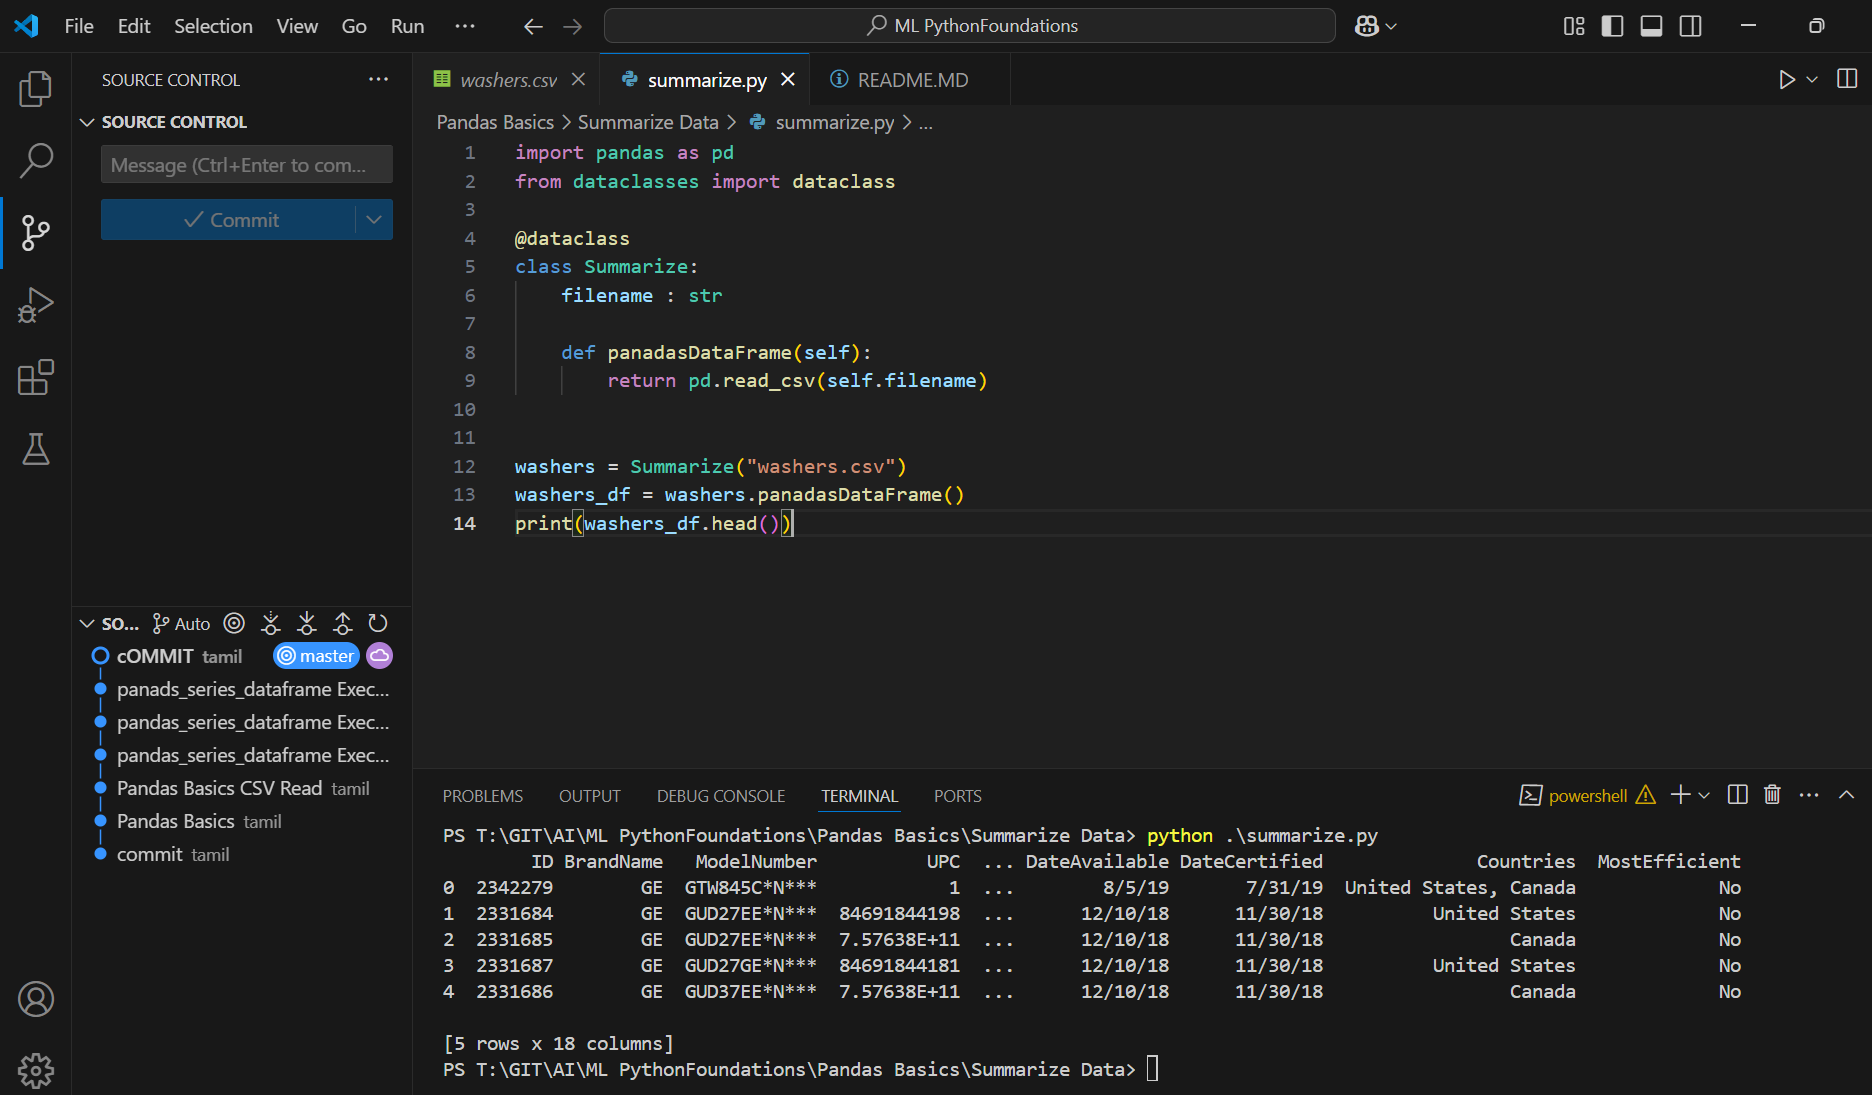 File Edit Selection View Go Run ··· ML PythonFoundations
SOURCE CONTROL ···
SOURCE CONTROL
Message (Ctrl+Enter to com...
Commit
SO... Auto
cOMMIT tamil master
panads_series_dataframe Exec...
pandas_series_dataframe Exec...
pandas_series_dataframe Exec...
Pandas Basics CSV Read tamil
Pandas Basics tamil
commit tamil
washers.csv summarize.py README.MD
Pandas Basics > Summarize Data > summarize.py > ...
1 import pandas as pd
2 from dataclasses import dataclass
3
4 @dataclass
5 class Summarize:
6     filename : str
7
8     def panadasDataFrame(self):
9         return pd.read_csv(self.filename)
10
11
12 washers = Summarize("washers.csv")
13 washers_df = washers.panadasDataFrame()
14 print(washers_df.head())
PROBLEMS OUTPUT DEBUG CONSOLE TERMINAL PORTS powershell ···
PS T:\GIT\AI\ML PythonFoundations\Pandas Basics\Summarize Data> python .\summarize.py
        ID BrandName   ModelNumber          UPC  ... DateAvailable DateCertified              Countries  MostEfficient
0  2342279        GE  GTW845C*N***            1  ...        8/5/19       7/31/19  United States, Canada             No
1  2331684        GE  GUD27EE*N***  84691844198  ...      12/10/18      11/30/18          United States             No
2  2331685        GE  GUD27EE*N***  7.57638E+11  ...      12/10/18      11/30/18                 Canada             No
3  2331687        GE  GUD27GE*N***  84691844181  ...      12/10/18      11/30/18          United States             No
4  2331686        GE  GUD37EE*N***  7.57638E+11  ...      12/10/18      11/30/18                 Canada             No
[5 rows x 18 columns]
PS T:\GIT\AI\ML PythonFoundations\Pandas Basics\Summarize Data>